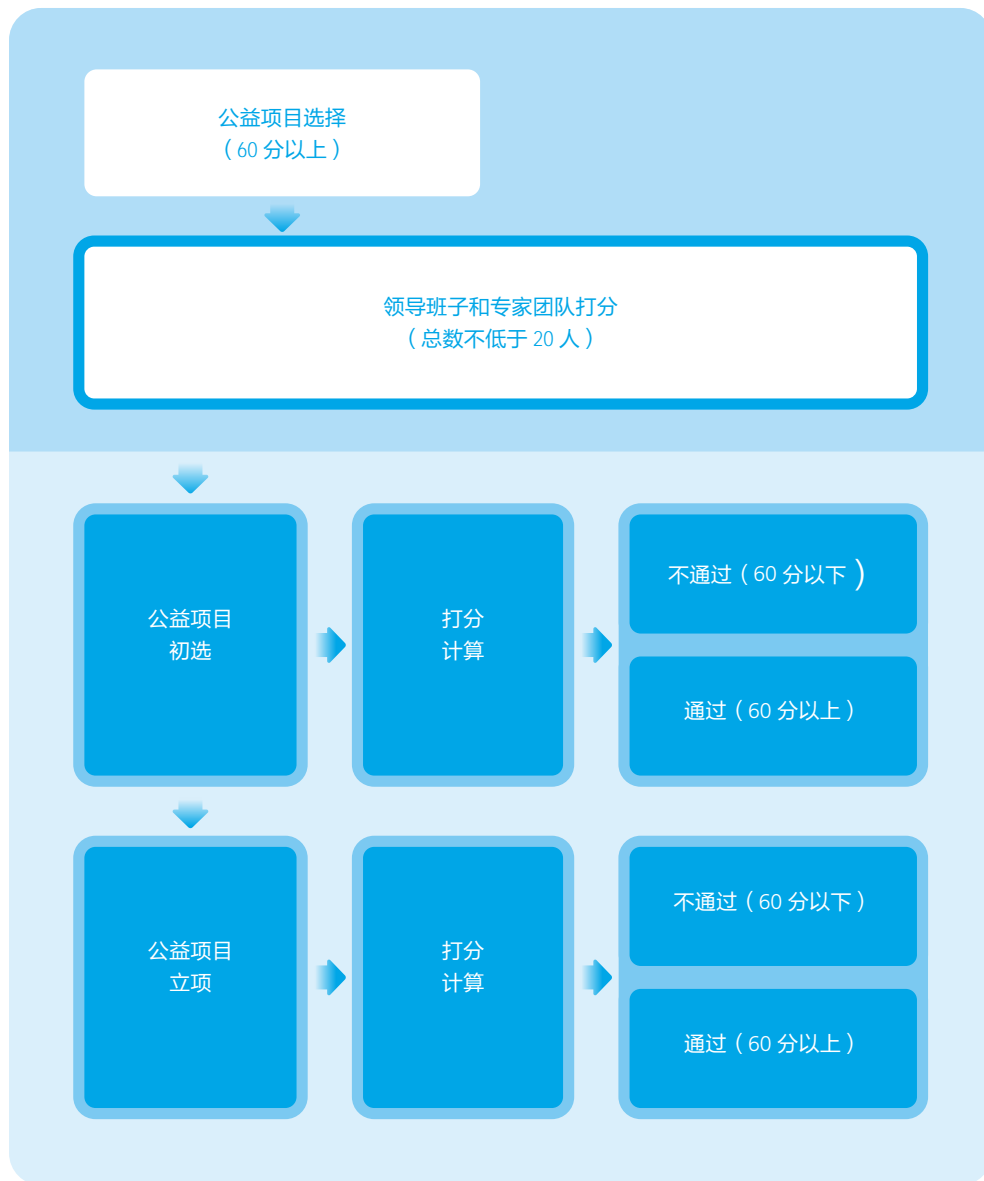 公益项目选择
（60 分以上）
领导班子和专家团队打分
（总数不低于 20 人）
公益项目
初选
打分
计算
不通过（60 分以下）
通过（60 分以上）
公益项目
立项
打分
计算
不通过（60 分以下）
通过（60 分以上）